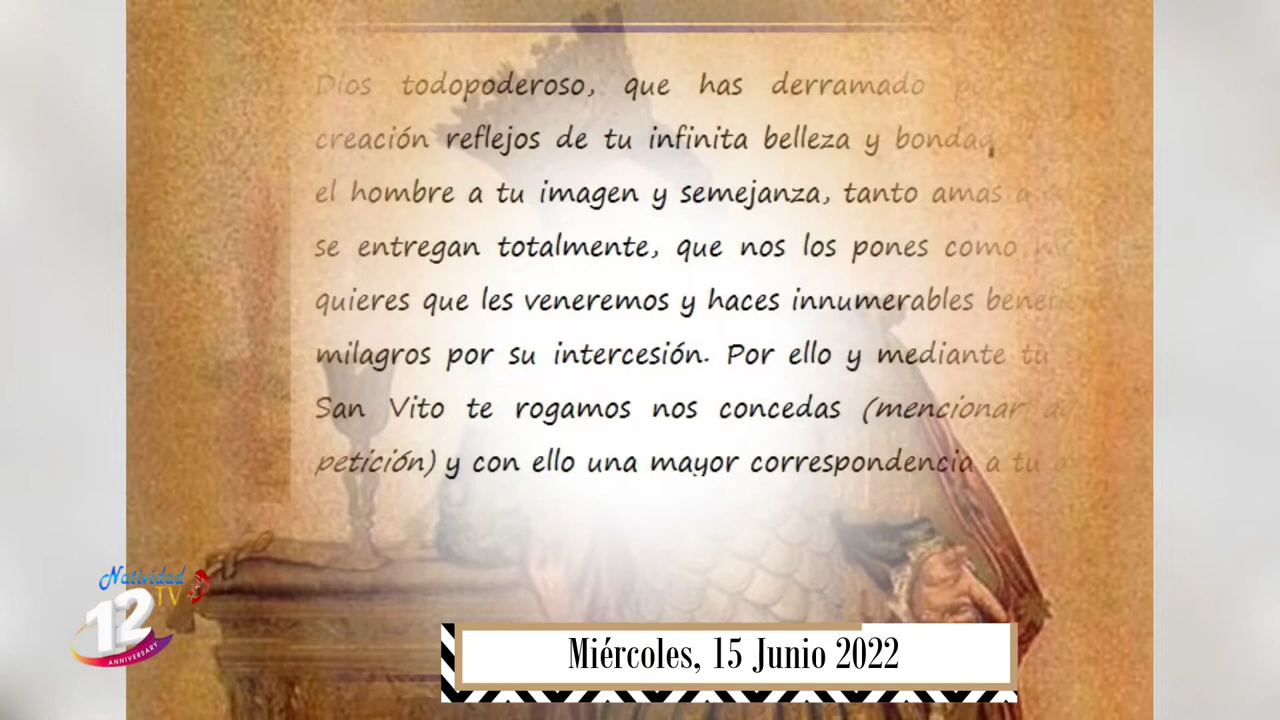 Dios todopoderoso, que has derramado
creación reflejos de tu infinita belleza y bondad
el hombre a tu imagen y semejanza, tanto amas a
se entregan totalmente, que nos los pones como
quieres que les veneremos y haces innumerables
milagros por su intercesión. Por ello y mediante tu
San Vito te rogamos nos concedas (mencionar
petición) y con ello una mayor correspondencia a tu
Natividad
TV
12
ANNIVERSARY
Miércoles, 15 Junio 2022